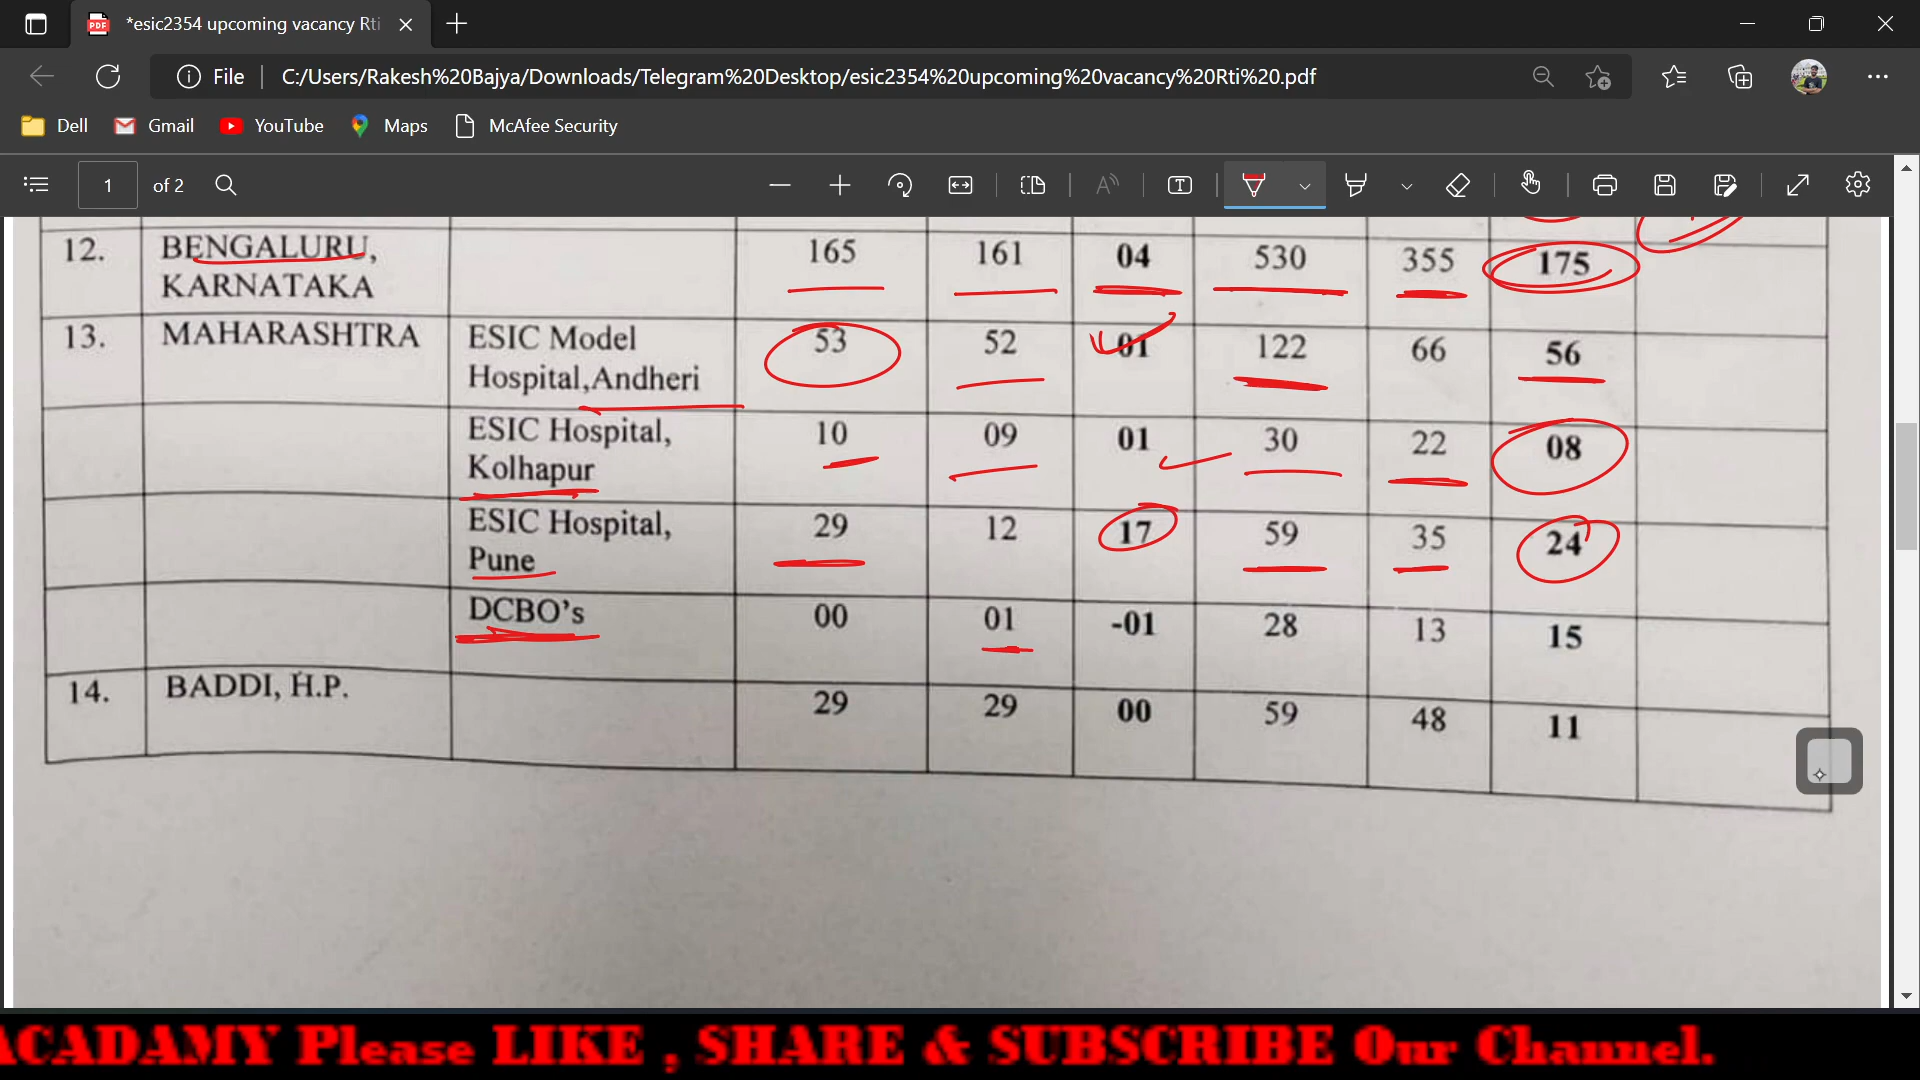 *esic2354 upcoming vacancy Rti
File C:/Users/Rakesh%20Bajya/Downloads/Telegram%20Desktop/esic2354%20upcoming%20vacancy%20Rti%20.pdf
Dell Gmail YouTube Maps McAfee Security
1 of 2
12. BENGALURU, KARNATAKA 165 161 04 530 355 175
13. MAHARASHTRA ESIC Model Hospital,Andheri 53 52 01 122 66 56
ESIC Hospital, Kolhapur 10 09 01 30 22 08
ESIC Hospital, Pune 29 12 17 59 35 24
DCBO's 00 01 -01 28 13 15
14. BADDI, H.P. 29 29 00 59 48 11
ACADAMY Please LIKE , SHARE & SUBSCRIBE Our Channel.